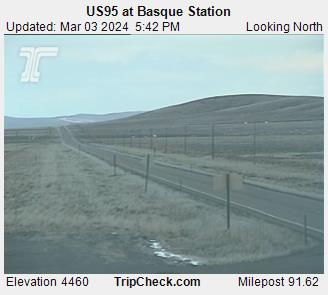 US95 at Basque Station
Updated: Mar 03 2024 5:42 PM Looking North
Elevation 4460 TripCheck.com Milepost 91.62